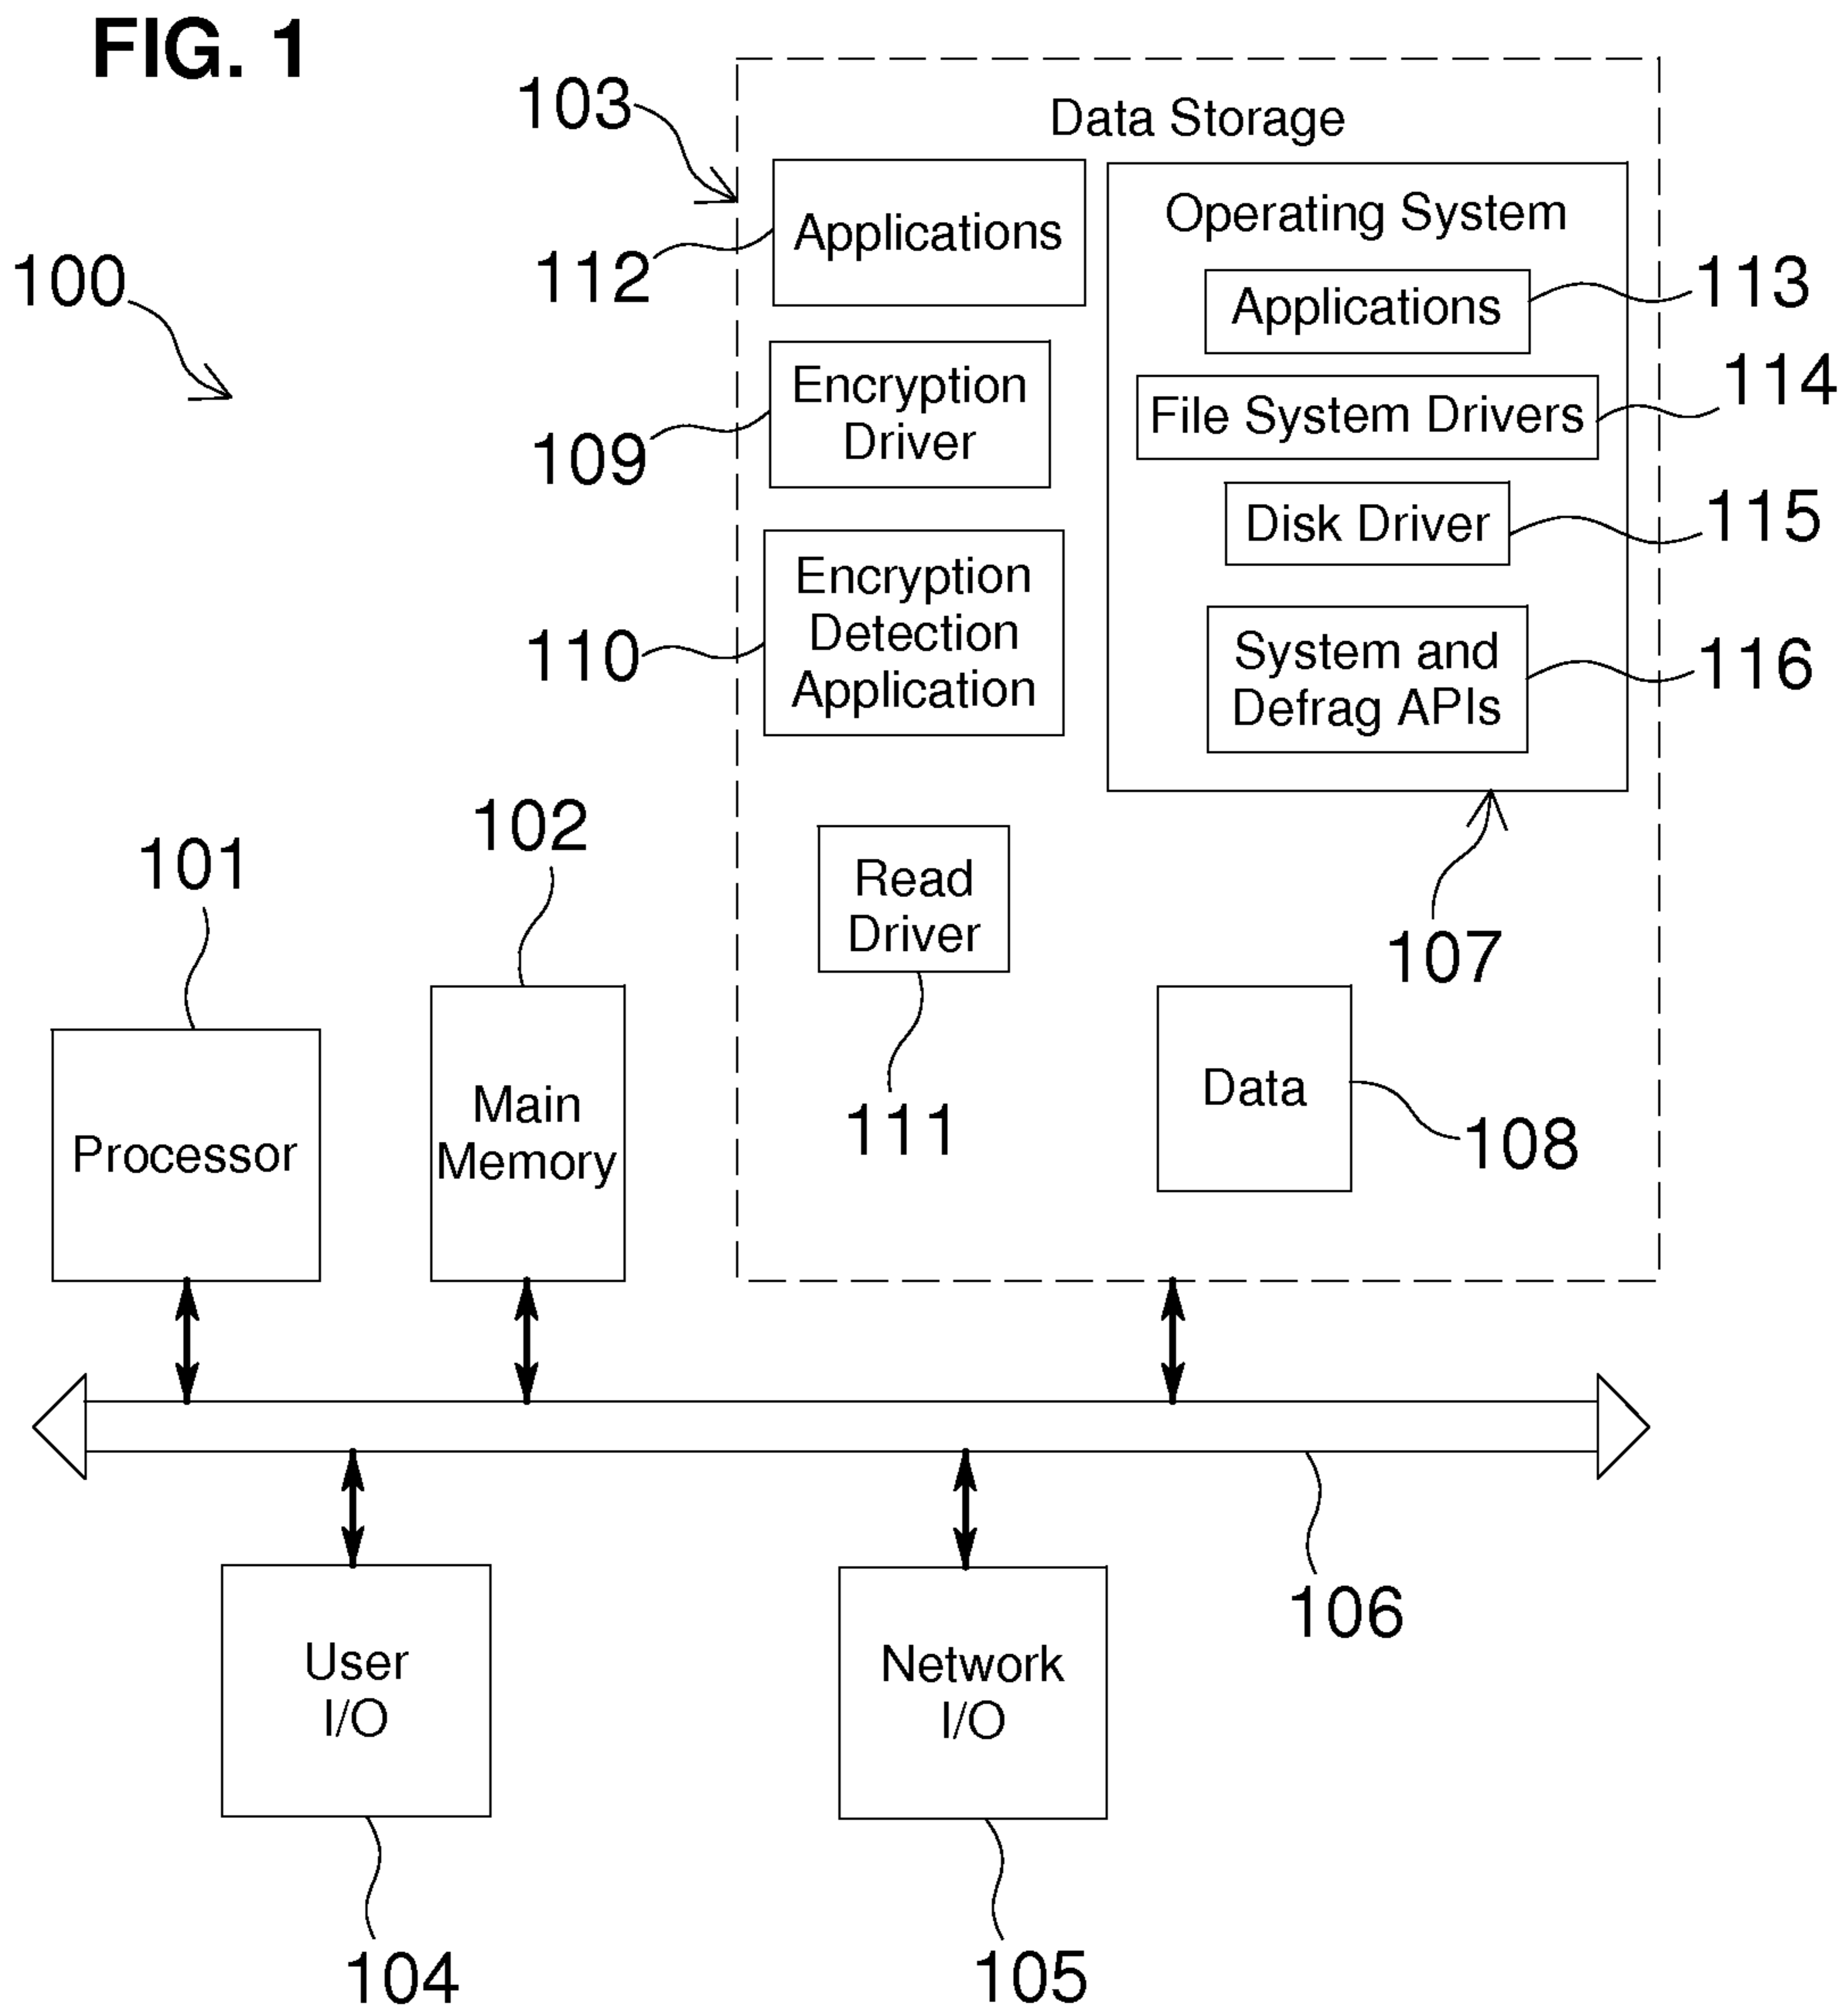 FIG. 1
103
Data Storage
Applications
112
Operating System
100
Applications
113
Encryption
Driver
109
File System Drivers
114
Disk Driver
115
Encryption
Detection
Application
110
System and
Defrag APIs
116
102
101
Read
Driver
107
111
Data
108
Main
Memory
Processor
106
User
I/O
Network
I/O
104
105